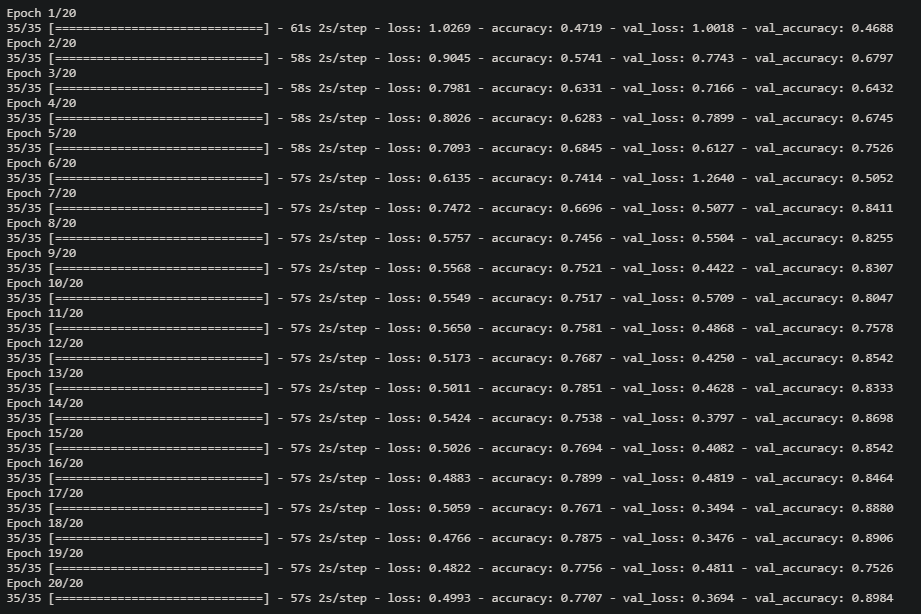 Epoch 1/20
35/35 [==============================] - 61s 2s/step - loss: 1.0269 - accuracy: 0.4719 - val_loss: 1.0018 - val_accuracy: 0.4688
Epoch 2/20
35/35 [==============================] - 58s 2s/step - loss: 0.9045 - accuracy: 0.5741 - val_loss: 0.7743 - val_accuracy: 0.6797
Epoch 3/20
35/35 [==============================] - 58s 2s/step - loss: 0.7981 - accuracy: 0.6331 - val_loss: 0.7166 - val_accuracy: 0.6432
Epoch 4/20
35/35 [==============================] - 58s 2s/step - loss: 0.8026 - accuracy: 0.6283 - val_loss: 0.7899 - val_accuracy: 0.6745
Epoch 5/20
35/35 [==============================] - 58s 2s/step - loss: 0.7093 - accuracy: 0.6845 - val_loss: 0.6127 - val_accuracy: 0.7526
Epoch 6/20
35/35 [==============================] - 57s 2s/step - loss: 0.6135 - accuracy: 0.7414 - val_loss: 1.2640 - val_accuracy: 0.5052
Epoch 7/20
35/35 [==============================] - 57s 2s/step - loss: 0.7472 - accuracy: 0.6696 - val_loss: 0.5077 - val_accuracy: 0.8411
Epoch 8/20
35/35 [==============================] - 57s 2s/step - loss: 0.5757 - accuracy: 0.7456 - val_loss: 0.5504 - val_accuracy: 0.8255
Epoch 9/20
35/35 [==============================] - 57s 2s/step - loss: 0.5568 - accuracy: 0.7521 - val_loss: 0.4422 - val_accuracy: 0.8307
Epoch 10/20
35/35 [==============================] - 57s 2s/step - loss: 0.5549 - accuracy: 0.7517 - val_loss: 0.5709 - val_accuracy: 0.8047
Epoch 11/20
35/35 [==============================] - 57s 2s/step - loss: 0.5650 - accuracy: 0.7581 - val_loss: 0.4868 - val_accuracy: 0.7578
Epoch 12/20
35/35 [==============================] - 57s 2s/step - loss: 0.5173 - accuracy: 0.7687 - val_loss: 0.4250 - val_accuracy: 0.8542
Epoch 13/20
35/35 [==============================] - 57s 2s/step - loss: 0.5011 - accuracy: 0.7851 - val_loss: 0.4628 - val_accuracy: 0.8333
Epoch 14/20
35/35 [==============================] - 57s 2s/step - loss: 0.5424 - accuracy: 0.7538 - val_loss: 0.3797 - val_accuracy: 0.8698
Epoch 15/20
35/35 [==============================] - 57s 2s/step - loss: 0.5026 - accuracy: 0.7694 - val_loss: 0.4082 - val_accuracy: 0.8542
Epoch 16/20
35/35 [==============================] - 57s 2s/step - loss: 0.4883 - accuracy: 0.7899 - val_loss: 0.4819 - val_accuracy: 0.8464
Epoch 17/20
35/35 [==============================] - 57s 2s/step - loss: 0.5059 - accuracy: 0.7671 - val_loss: 0.3494 - val_accuracy: 0.8880
Epoch 18/20
35/35 [==============================] - 57s 2s/step - loss: 0.4766 - accuracy: 0.7875 - val_loss: 0.3476 - val_accuracy: 0.8906
Epoch 19/20
35/35 [==============================] - 57s 2s/step - loss: 0.4822 - accuracy: 0.7756 - val_loss: 0.4811 - val_accuracy: 0.7526
Epoch 20/20
35/35 [==============================] - 57s 2s/step - loss: 0.4993 - accuracy: 0.7707 - val_loss: 0.3694 - val_accuracy: 0.8984